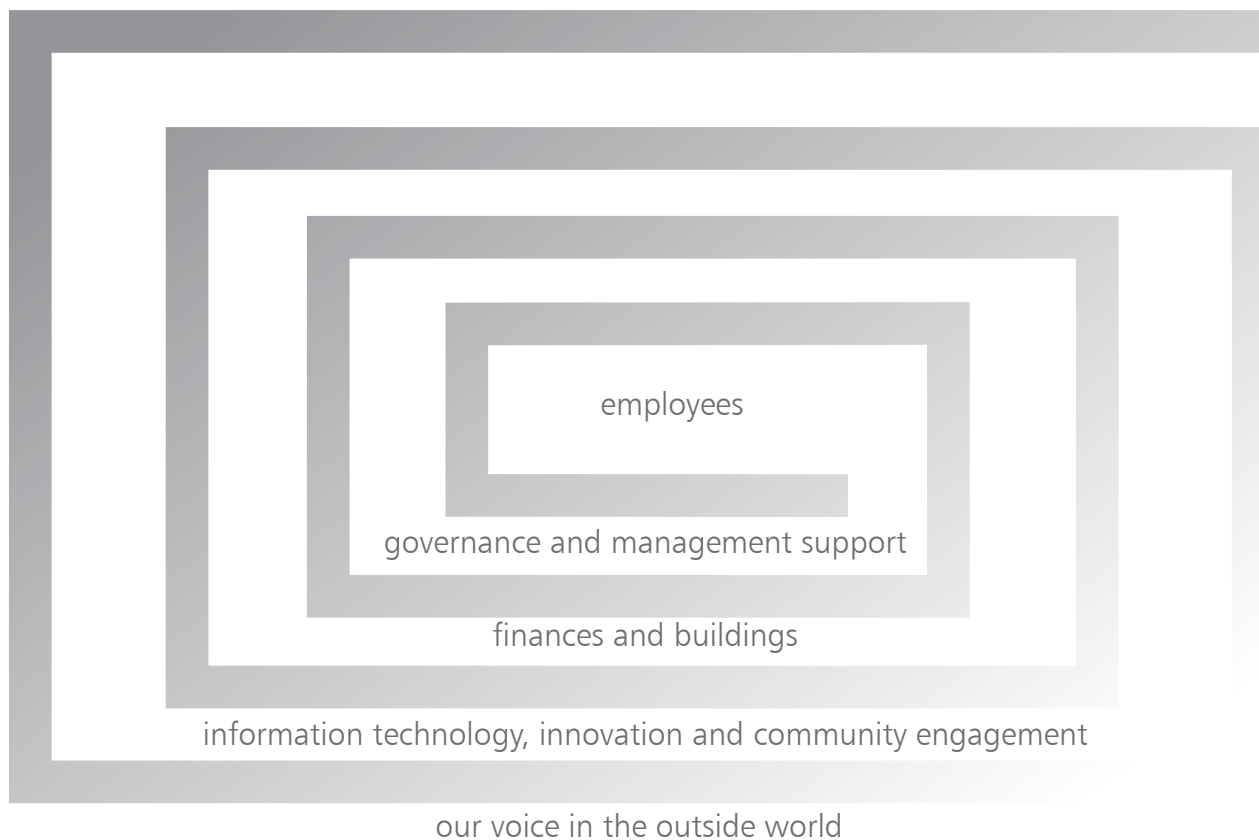 employees
governance and management support
finances and buildings
information technology, innovation and community engagement
our voice in the outside world